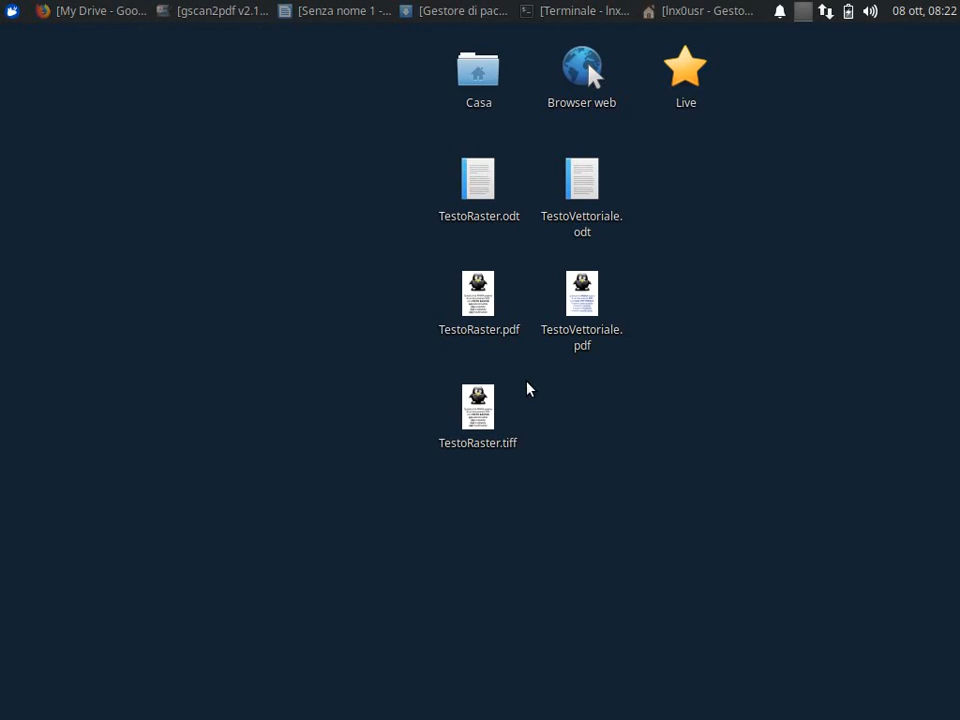 [My Drive - Goo... [gscan2pdf v2.1... [Senza nome 1 -... [Gestore di pac... [Terminale - lnx... [lnx0usr - Gesto... 08 ott, 08:22
Casa Browser web Live
TestoRaster.odt TestoVettoriale.
odt
TestoRaster.pdf TestoVettoriale.
pdf
TestoRaster.tiff